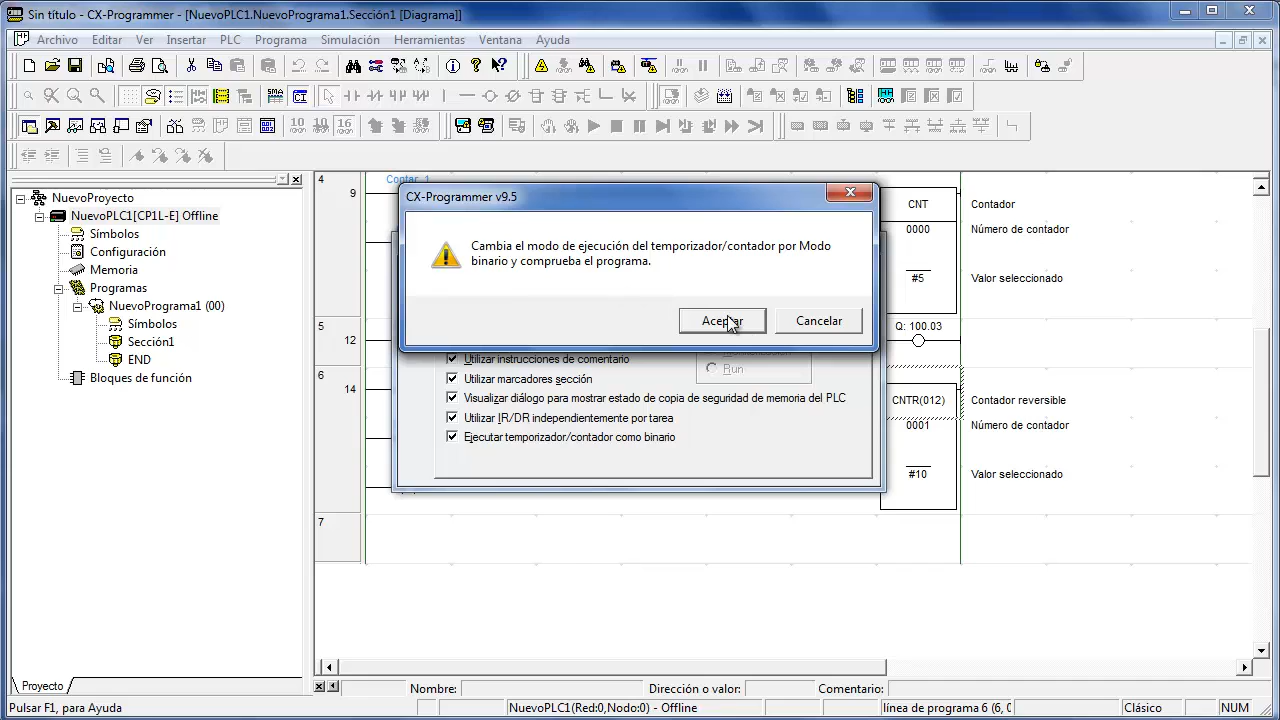 Sin título - CX-Programmer - [NuevoPLC1.NuevoPrograma1.Sección1 [Diagrama]]
Archivo Editar Ver Insertar PLC Programa Simulación Herramientas Ventana Ayuda
NuevoProyecto
NuevoPLC1[CP1L-E] Offline
Símbolos
Configuración
Memoria
Programas
NuevoPrograma1 (00)
Símbolos
Sección1
END
Bloques de función
Proyecto
4
9
Contar_1
CNT
Contador
0000
Número de contador
#5
Valor seleccionado
5
12
Q: 100.03
6
14
CNTR(012)
Contador reversible
0001
Número de contador
#10
Valor seleccionado
7
CX-Programmer v9.5
Cambia el modo de ejecución del temporizador/contador por Modo
binario y comprueba el programa.
Aceptar
Cancelar
Utilizar instrucciones de comentario
Run
Utilizar marcadores sección
Visualizar diálogo para mostrar estado de copia de seguridad de memoria del PLC
Utilizar IR/DR independientemente por tarea
Ejecutar temporizador/contador como binario
Nombre: Dirección o valor: Comentario:
Pulsar F1, para Ayuda
NuevoPLC1(Red:0,Nodo:0) - Offline
línea de programa 6 (6, 0
Clásico
NUM